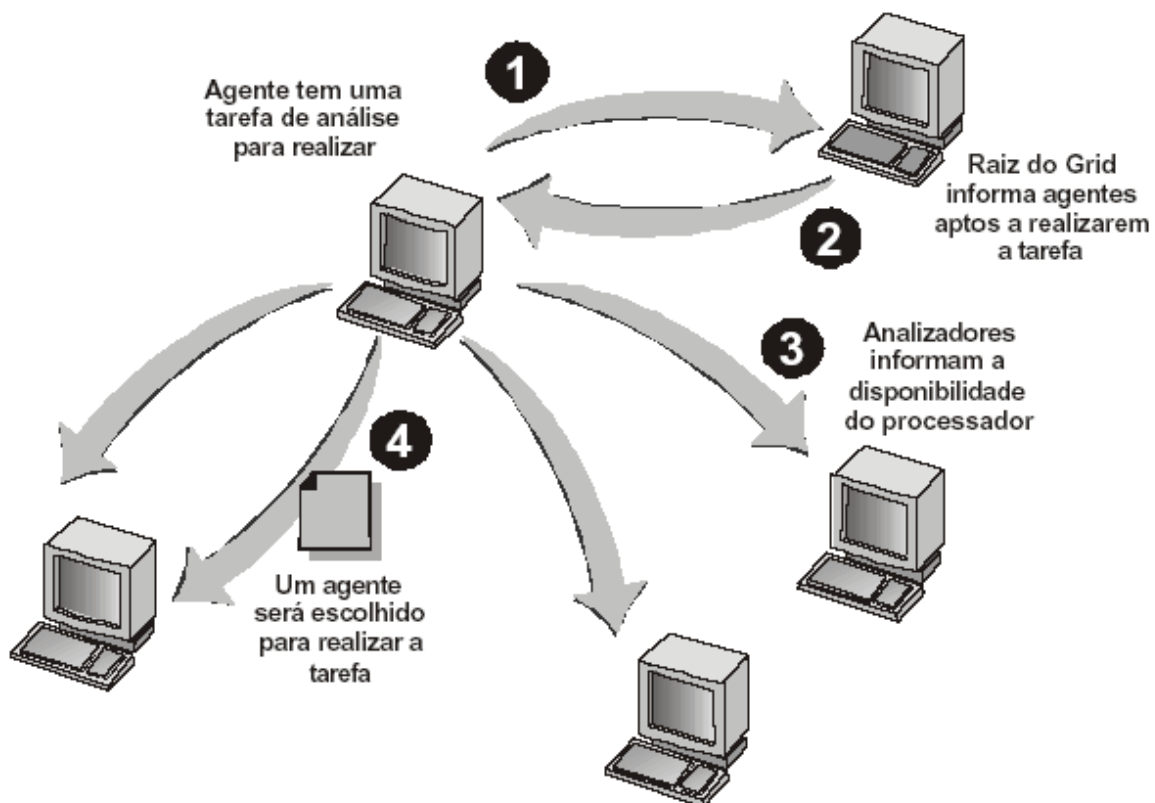 1
Agente tem uma
tarefa de análise
para realizar
Raiz do Grid
informa agentes
aptos a realizarem
a tarefa
2
3
Analizadores
informam a
disponibilidade
do processador
4
Um agente
será escolhido
para realizar a
tarefa